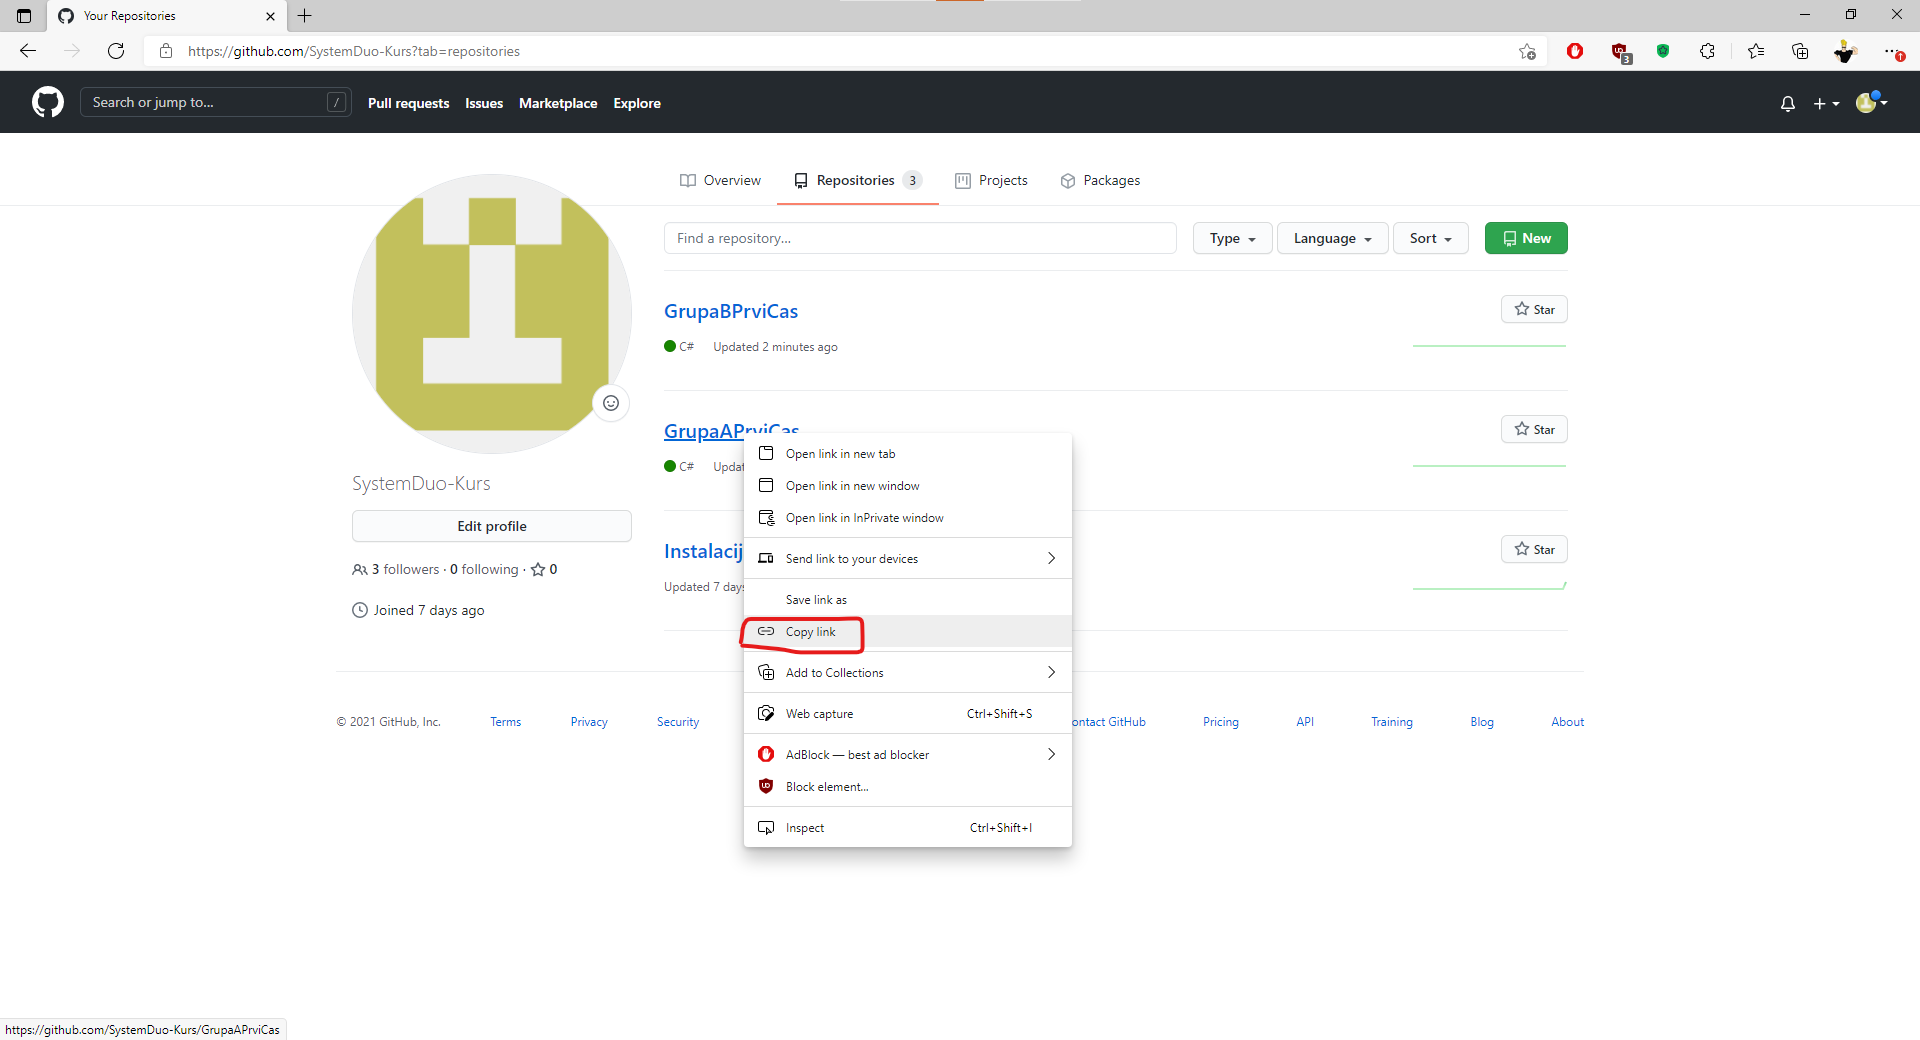 Your Repositories
https://github.com/SystemDuo-Kurs?tab=repositories
3
Search or jump to... /
Pull requests Issues Marketplace Explore
Overview Repositories 3 Projects Packages
Find a repository...
Type Language Sort New
GrupaBPrviCas
Star
C# Updated 2 minutes ago
GrupaAPrviCas
Star
C#
SystemDuo-Kurs
Edit profile
3 followers · 0 following · 0
Joined 7 days ago
Star
Updated 7 days
Open link in new tab
Open link in new window
Open link in InPrivate window
Send link to your devices
Save link as
Copy link
Add to Collections
Web capture Ctrl+Shift+S
AdBlock — best ad blocker
Block element...
Inspect Ctrl+Shift+I
© 2021 GitHub, Inc. Terms Privacy Security ontact GitHub Pricing API Training Blog About
https://github.com/SystemDuo-Kurs/GrupaAPrviCas